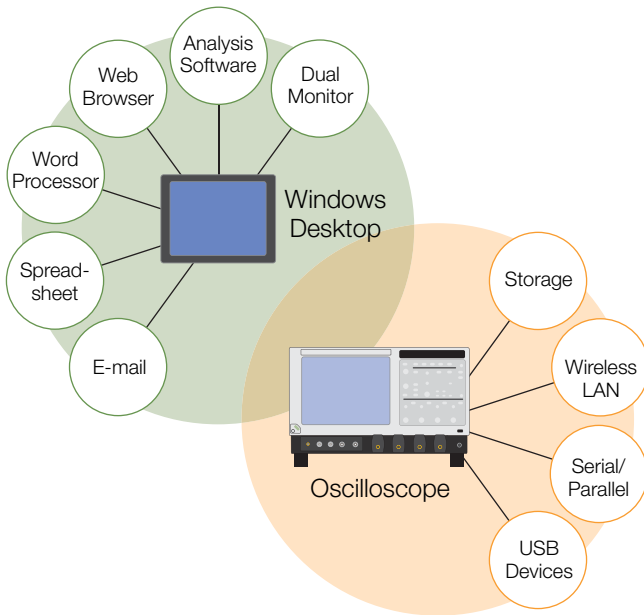 Analysis
Software
Web
Browser
Dual
Monitor
Word
Processor
Windows
Desktop
Spread-
sheet
E-mail
Storage
Wireless
LAN
Serial/
Parallel
Oscilloscope
USB
Devices